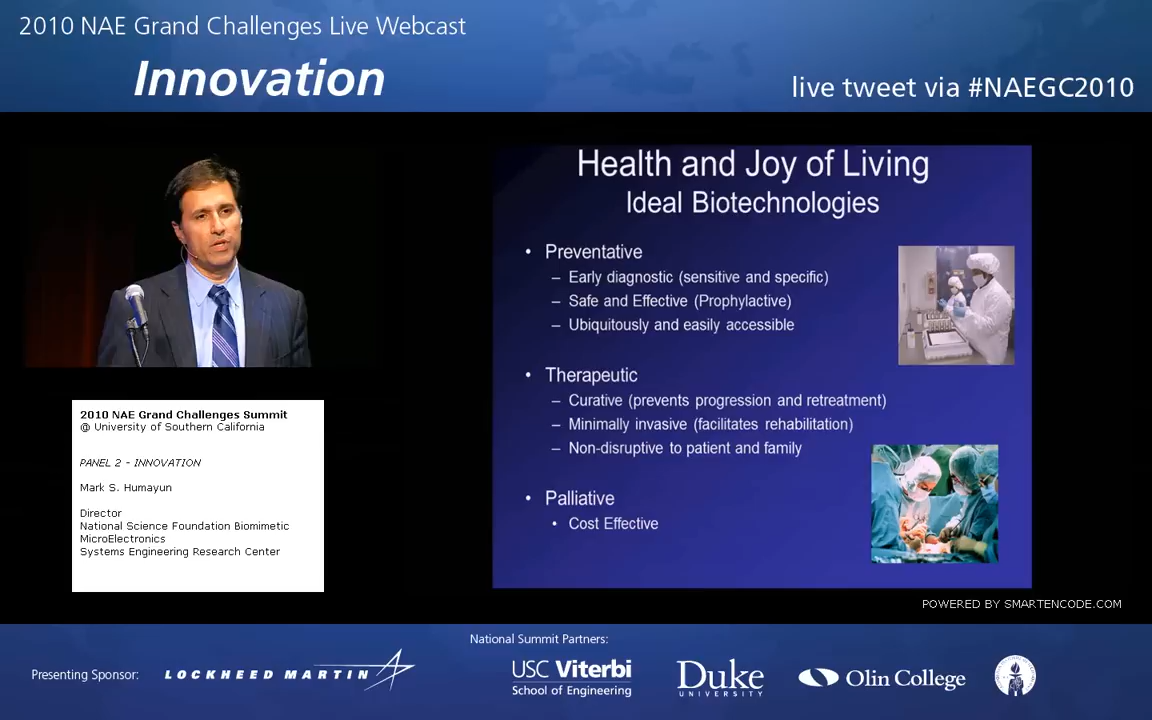 2010 NAE Grand Challenges Live Webcast
Innovation
live tweet via #NAEGC2010
Health and Joy of Living
Ideal Biotechnologies
• Preventative
– Early diagnostic (sensitive and specific)
– Safe and Effective (Prophylactive)
– Ubiquitously and easily accessible
• Therapeutic
– Curative (prevents progression and retreatment)
– Minimally invasive (facilitates rehabilitation)
– Non-disruptive to patient and family
• Palliative
• Cost Effective
2010 NAE Grand Challenges Summit
@ University of Southern California
PANEL 2 - INNOVATION
Mark S. Humayun
Director
National Science Foundation Biomimetic
MicroElectronics
Systems Engineering Research Center
POWERED BY SMARTENCODE.COM
National Summit Partners:
Presenting Sponsor:
LOCKHEED MARTIN
USC Viterbi
School of Engineering
Duke
UNIVERSITY
Olin College